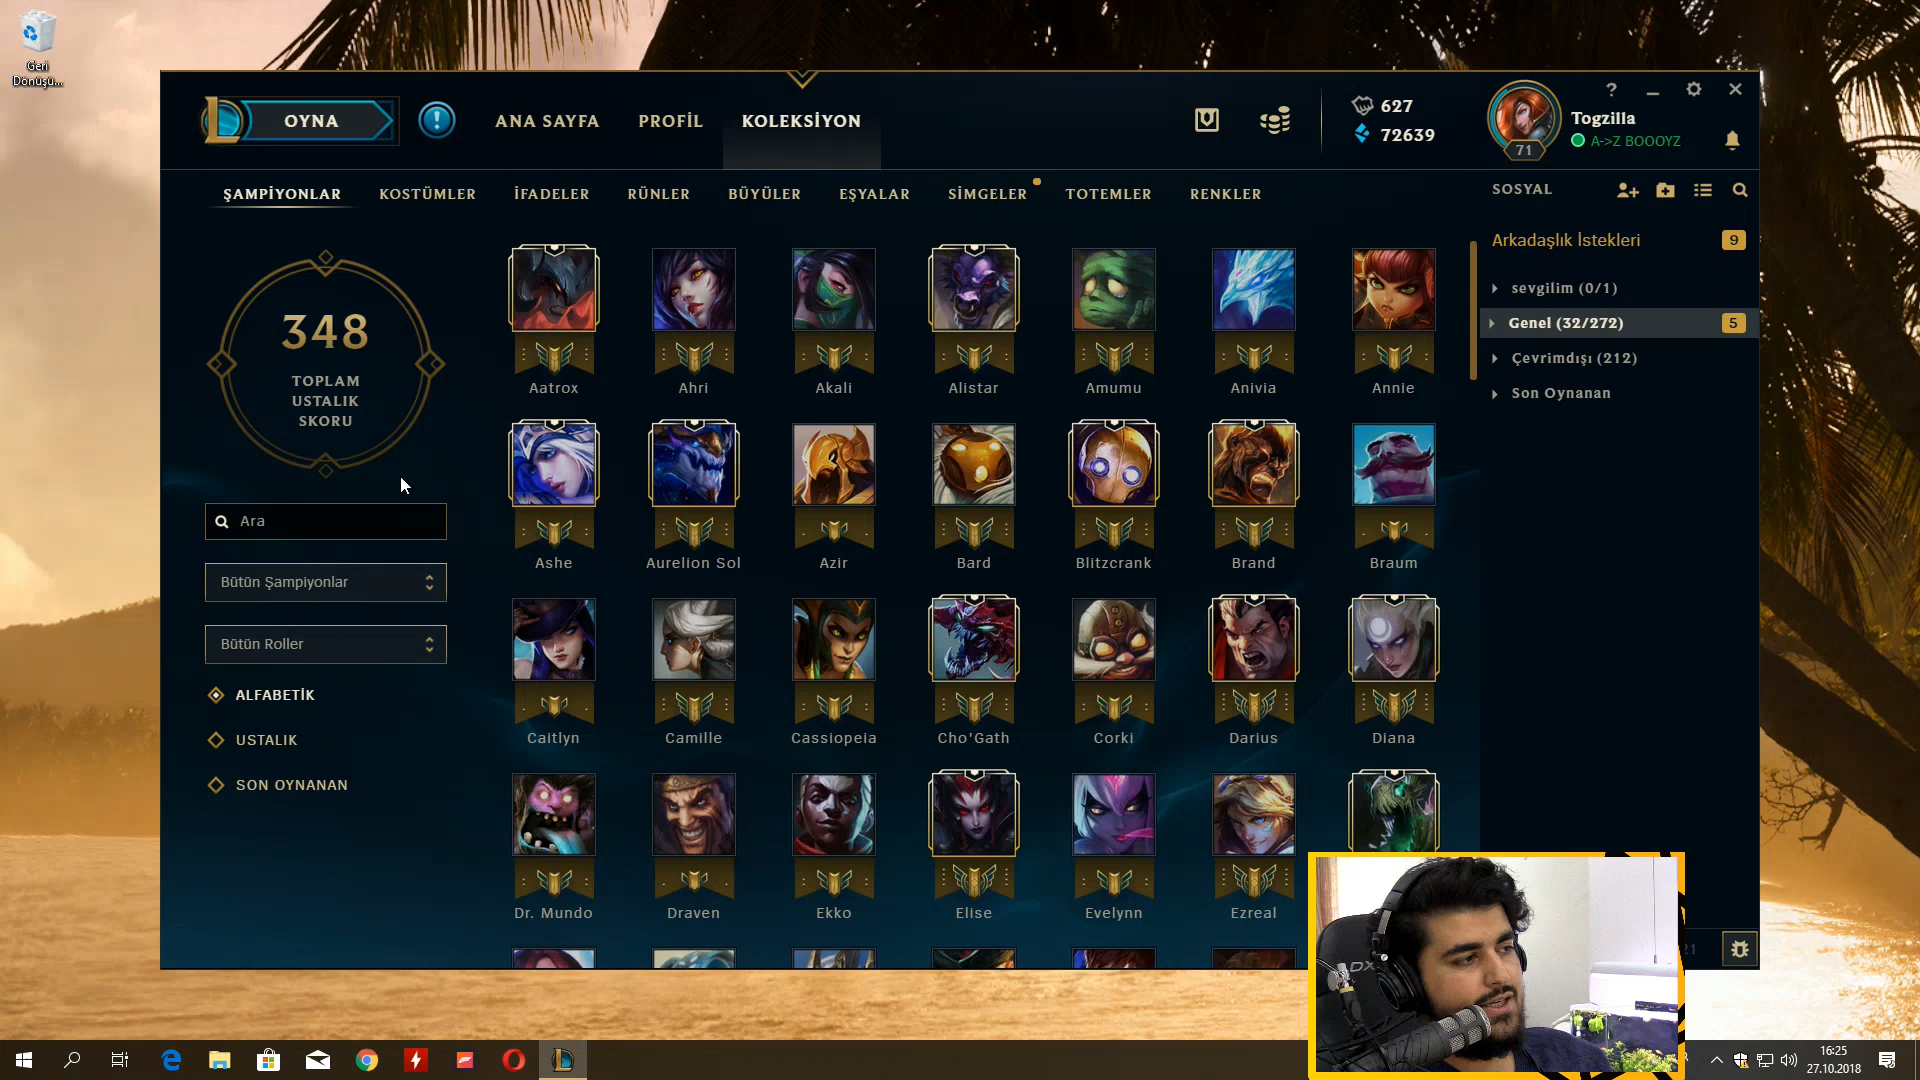 Geri
Dönüşü...
OYNA
ANA SAYFA
PROFİL
KOLEKSİYON
627
72639
?
71
Togzilla
A->Z BOOOYZ
ŞAMPİYONLAR
KOSTÜMLER
İFADELER
RÜNLER
BÜYÜLER
EŞYALAR
SİMGELER
TOTEMLER
RENKLER
SOSYAL
Arkadaşlık İstekleri
9
sevgilim (0/1)
Genel (32/272)
5
Çevrimdışı (212)
Son Oynanan
348
TOPLAM
USTALIK
SKORU
Ara
Bütün Şampiyonlar
Bütün Roller
ALFABETİK
USTALIK
SON OYNANAN
Aatrox
Ahri
Akali
Alistar
Amumu
Anivia
Annie
Ashe
Aurelion Sol
Azir
Bard
Blitzcrank
Brand
Braum
Caitlyn
Camille
Cassiopeia
Cho'Gath
Corki
Darius
Diana
Dr. Mundo
Draven
Ekko
Elise
Evelynn
Ezreal
16:25
27.10.2018